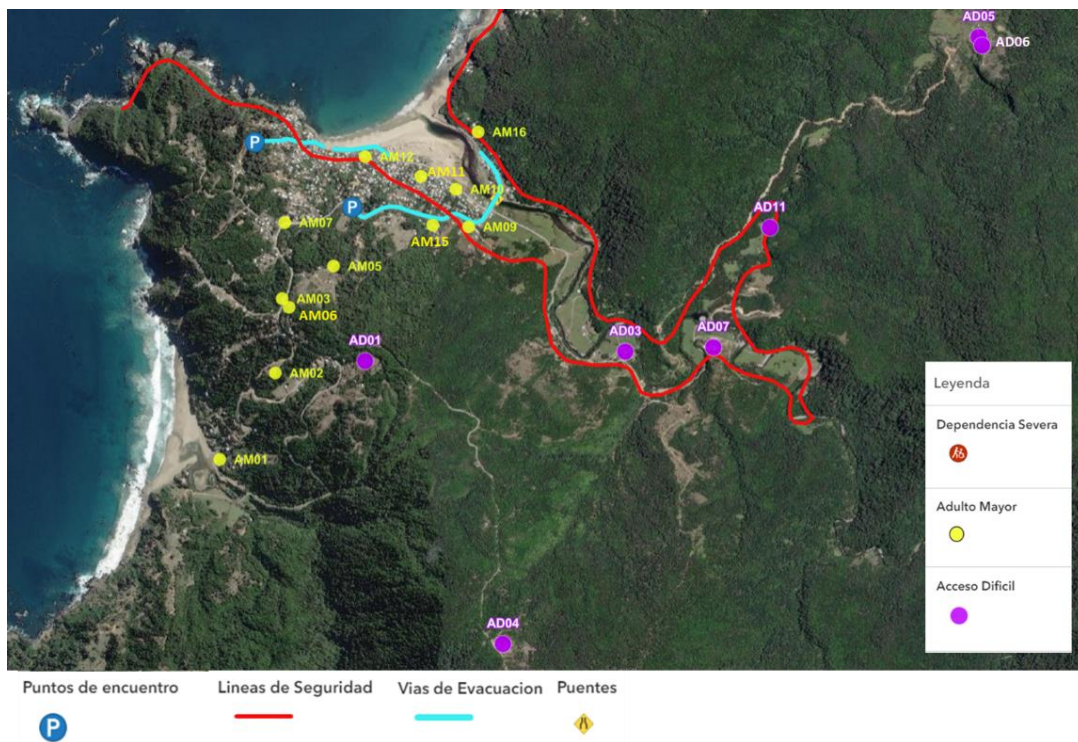 AD05
AD06
AM16
AM12
AM11
AM10
AD11
AM07
AM15
AM09
AM05
AM03
AM06
AD01
AD03
AD07
AM02
AM01
AD04
Leyenda
Dependencia Severa
Adulto Mayor
Acceso Dificil
Puntos de encuentro
Lineas de Seguridad
Vias de Evacuacion
Puentes
P
P
P